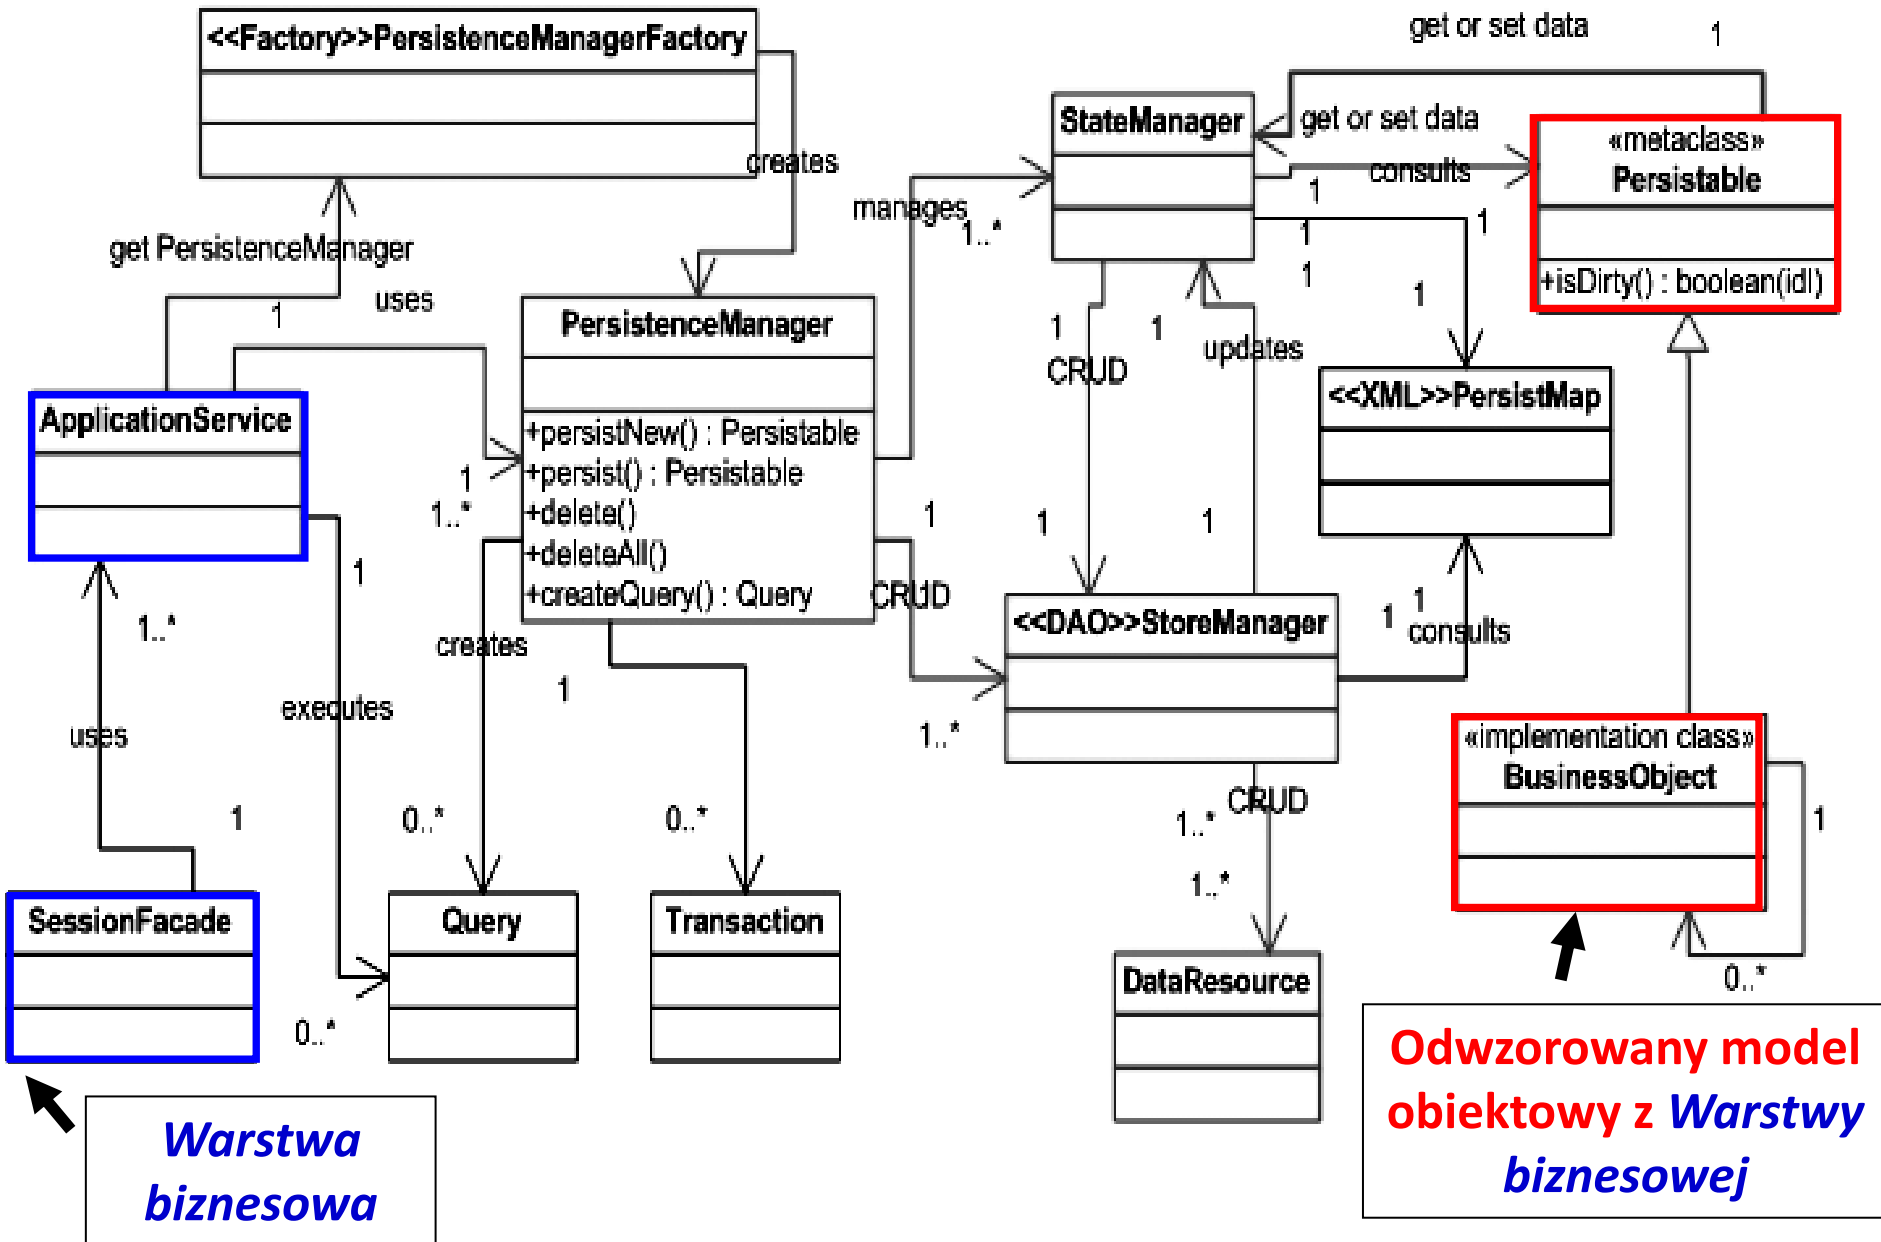 get or set data
1
<<Factory>>PersistenceManagerFactory
creates
StateManager
get or set data
consults
1
1
1
1
«metaclass»
Persistable
+isDirty() : boolean(idl)
manages
1..*
get PersistenceManager
1
uses
PersistenceManager
+persistNew() : Persistable
+persist() : Persistable
+delete()
+deleteAll()
+createQuery() : Query
1
CRUD
1
updates
1
<<XML>>PersistMap
ApplicationService
1
1..*
1
1
1
1
CRUD
<<DAO>>StoreManager
1
1
consults
1..*
creates
1
executes
uses
1..*
1
0..*
0..*
CRUD
1..*
1..*
«implementation class»
BusinessObject
1
0..*
SessionFacade
Query
Transaction
DataResource
0..*
Warstwa
biznesowa
Odwzorowany model
obiektowy z Warstwy
biznesowej